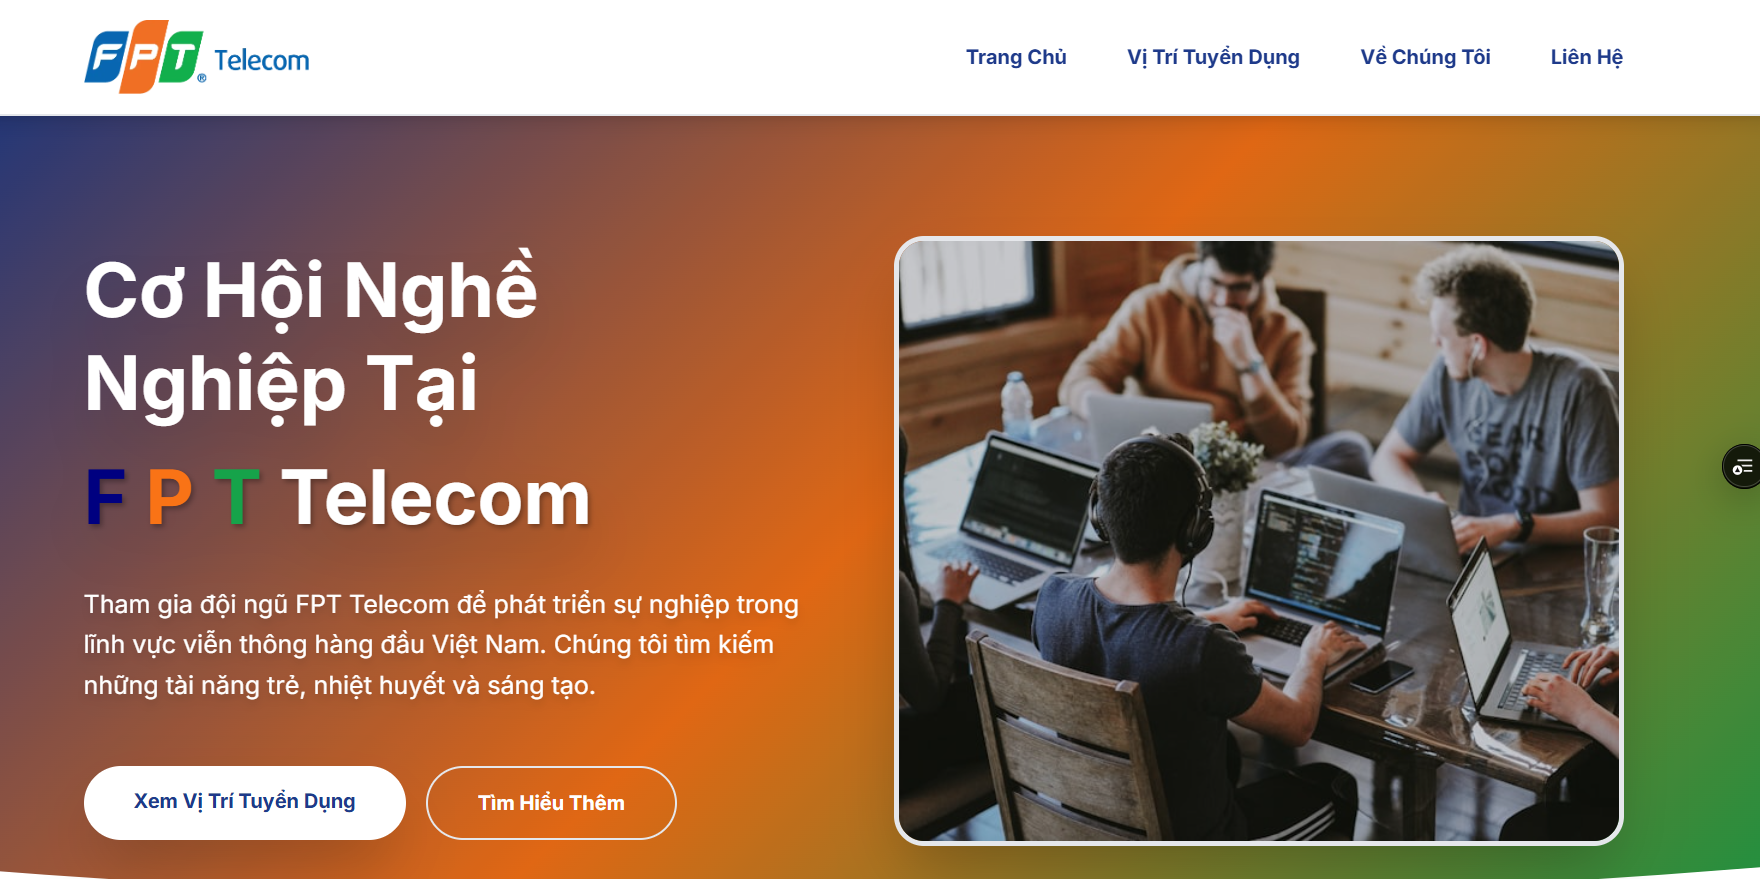 FPT® Telecom
Trang Chủ
Vị Trí Tuyển Dụng
Về Chúng Tôi
Liên Hệ
Cơ Hội Nghề
Nghiệp Tại
F P T Telecom
Tham gia đội ngũ FPT Telecom để phát triển sự nghiệp trong
lĩnh vực viễn thông hàng đầu Việt Nam. Chúng tôi tìm kiếm
những tài năng trẻ, nhiệt huyết và sáng tạo.
Xem Vị Trí Tuyển Dụng
Tìm Hiểu Thêm